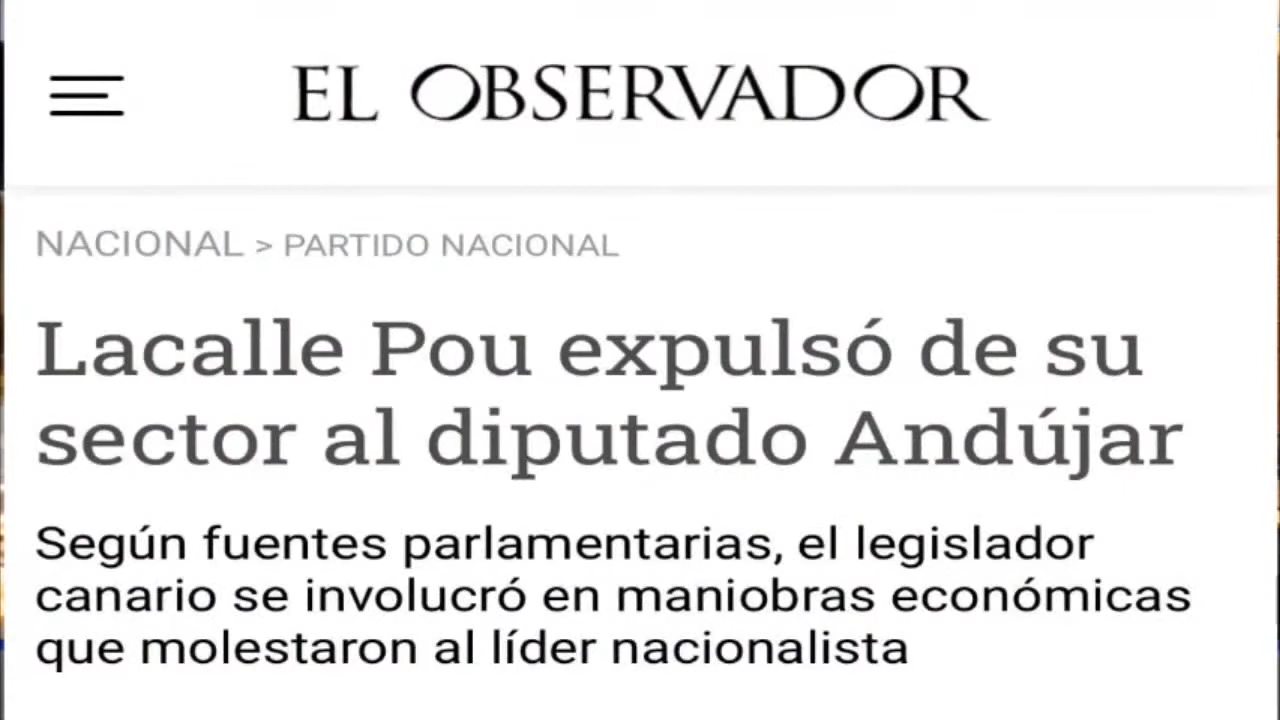 EL OBSERVADOR
NACIONAL > PARTIDO NACIONAL
Lacalle Pou expulsó de su
sector al diputado Andújar
Según fuentes parlamentarias, el legislador
canario se involucró en maniobras económicas
que molestaron al líder nacionalista